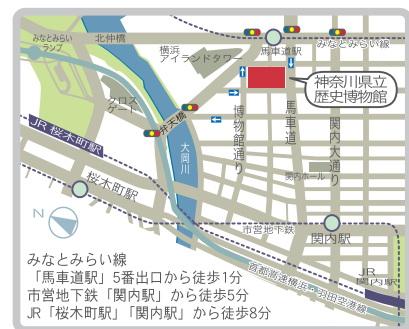 みなとみらい
ランプ
北仲橋
横浜
アイランドタワー
馬車道駅
みなとみらい線
神奈川県立
歴史博物館
クロス
ゲート
弁天橋
大岡川
博物館通り
馬車道
関内大通り
関内ホール
JR 桜木町駅
桜木町駅
N
市営地下鉄
関内駅
首都高速横浜・羽田空港線
JR
関内駅
みなとみらい線
「馬車道駅」5番出口から徒歩1分
市営地下鉄「関内駅」から徒歩5分
JR「桜木町駅」「関内駅」から徒歩8分